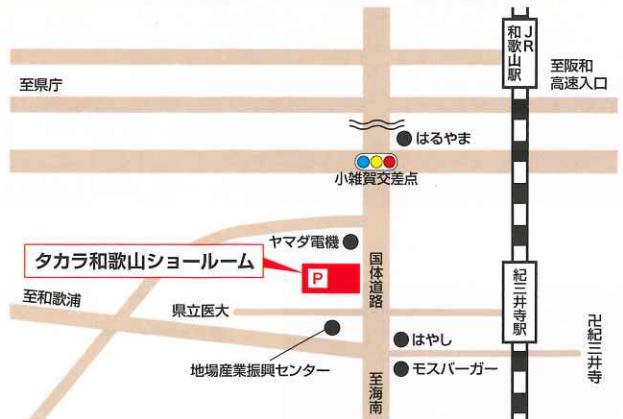 JR
和歌山駅
至県庁
至阪和
高速入口
はるやま
小雑賀交差点
ヤマダ電機
タカラ和歌山ショールーム
P
国体道路
紀三井寺駅
至和歌浦
県立医大
はやし
地場産業振興センター
モスバーガー
至海南
卍紀三井寺